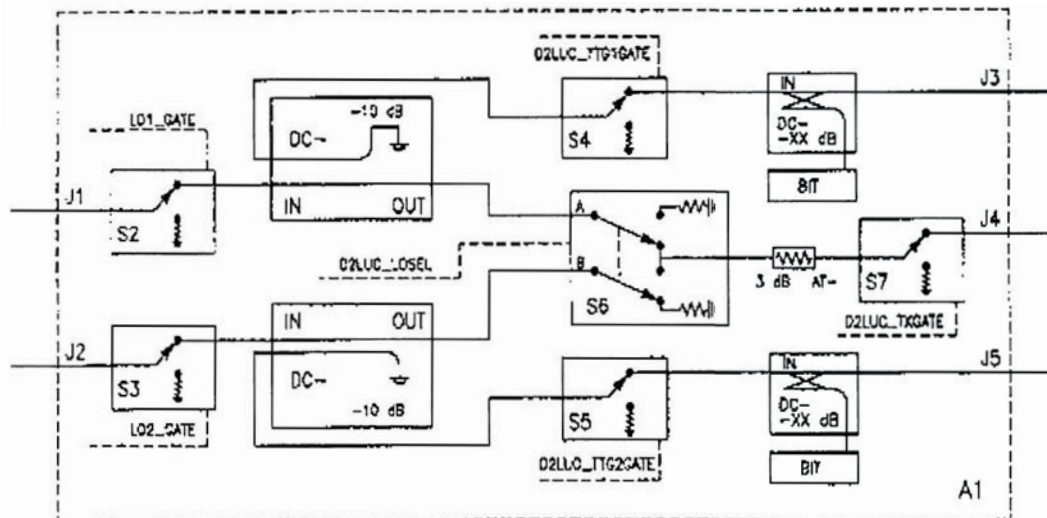 D2LUC_TTG1GATE
J3
IN
-10 dB
LO1_GATE
DC-
S4
DC-
-XX dB
BIT
J1
IN
OUT
S2
A
J4
D2LUC_LOSEL
B
3 dB
AT-
S7
S6
IN
OUT
D2LUC_TXGATE
J2
S3
DC-
J5
IN
-10 dB
S5
DC-
-XX dB
LO2_GATE
D2LUC_TTG2GATE
BIT
A1